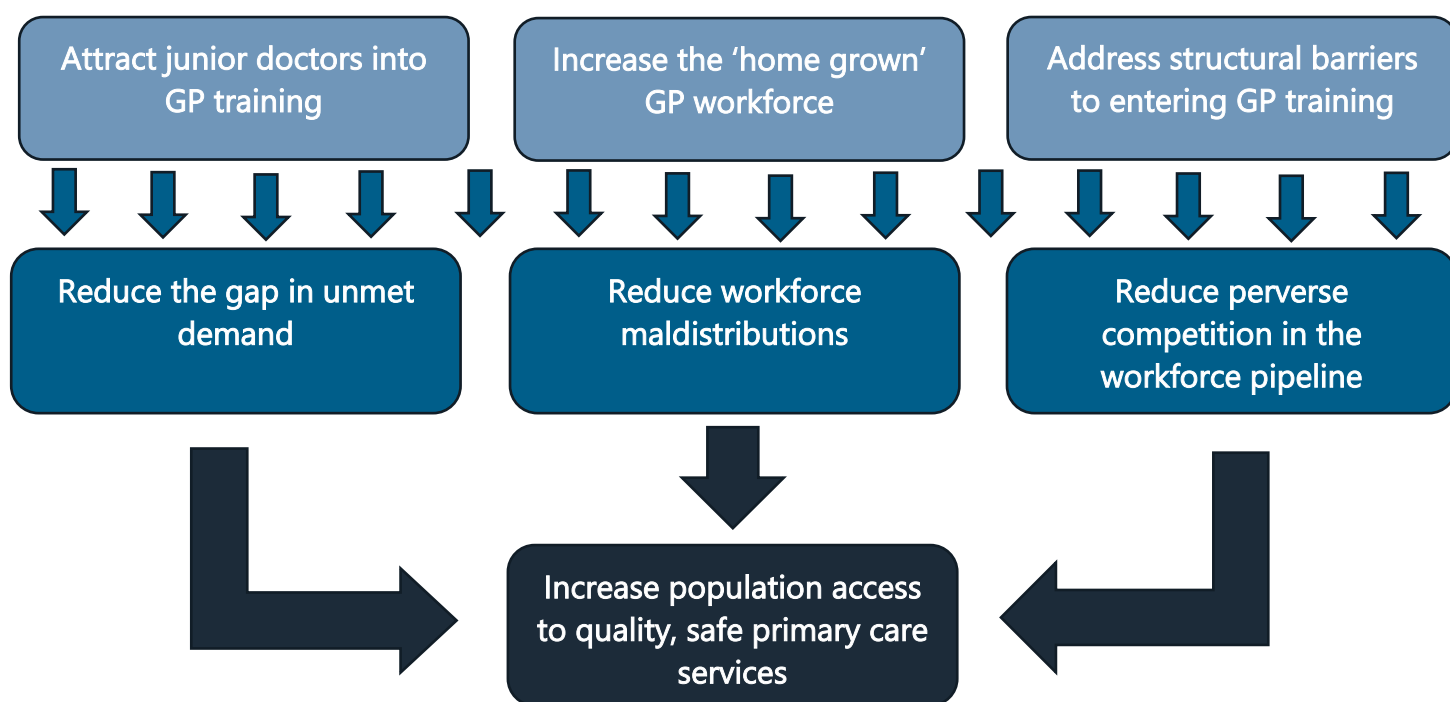 Attract junior doctors into
GP training
Increase the ‘home grown’
GP workforce
Address structural barriers
to entering GP training
Reduce the gap in unmet
demand
Reduce workforce
maldistributions
Reduce perverse
competition in the
workforce pipeline
Increase population access
to quality, safe primary care
services